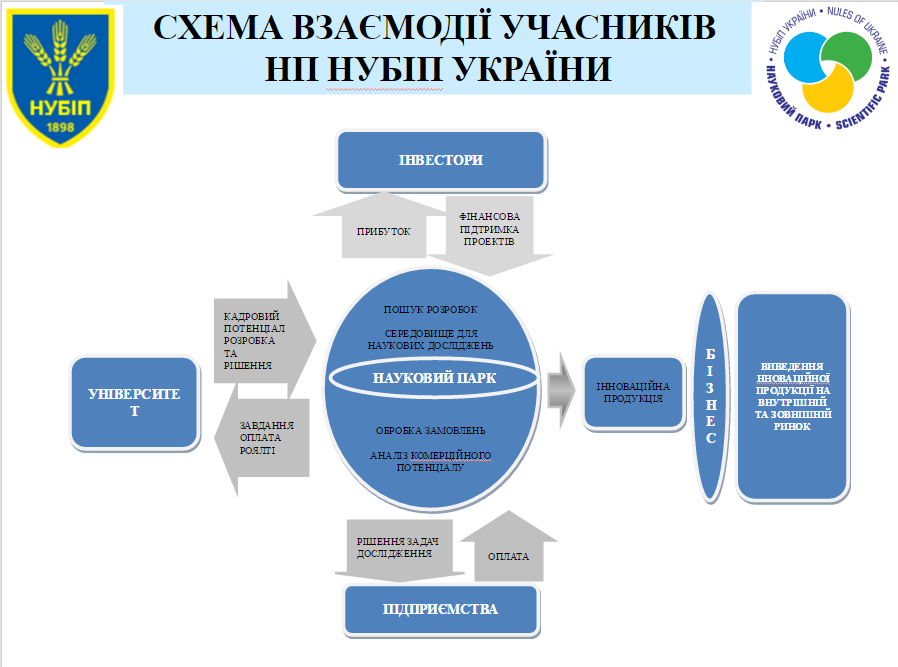 СХЕМА ВЗАЄМОДІЇ УЧАСНИКІВ
НП НУБІП УКРАЇНИ
НУБІП
1898
НУБІП УКРАЇНИ • NULES OF UKRAINE •
НАУКОВИЙ ПАРК • SCIENTIFIC PARK
ІНВЕСТОРИ
ПРИБУТОК
ФІНАНСОВА
ПІДТРИМКА
ПРОЕКТІВ
КАДРОВИЙ
ПОТЕНЦІАЛ
РОЗРОБКА
ТА
РІШЕННЯ
ПОШУК РОЗРОБОК
СЕРЕДОВИЩЕ ДЛЯ
НАУКОВИХ ДОСЛІДЖЕНЬ
НАУКОВИЙ ПАРК
ОБРОБКА ЗАМОВЛЕНЬ
АНАЛІЗ КОМЕРЦІЙНОГО
ПОТЕНЦІАЛУ
УНІВЕРСИТЕ
Т
ЗАВДАННЯ
ОПЛАТА
РОЯЛТІ
ІННОВАЦІЙНА
ПРОДУКЦІЯ
Б
І
З
Н
Е
С
ВИВЕДЕННЯ
ІННОВАЦІЙНОЇ
ПРОДУКЦІЇ НА
ВНУТРІШНІЙ
ТА ЗОВНІШНІЙ
РИНОК
РІШЕННЯ ЗАДАЧ
ДОСЛІДЖЕННЯ
ОПЛАТА
ПІДПРИЄМСТВА